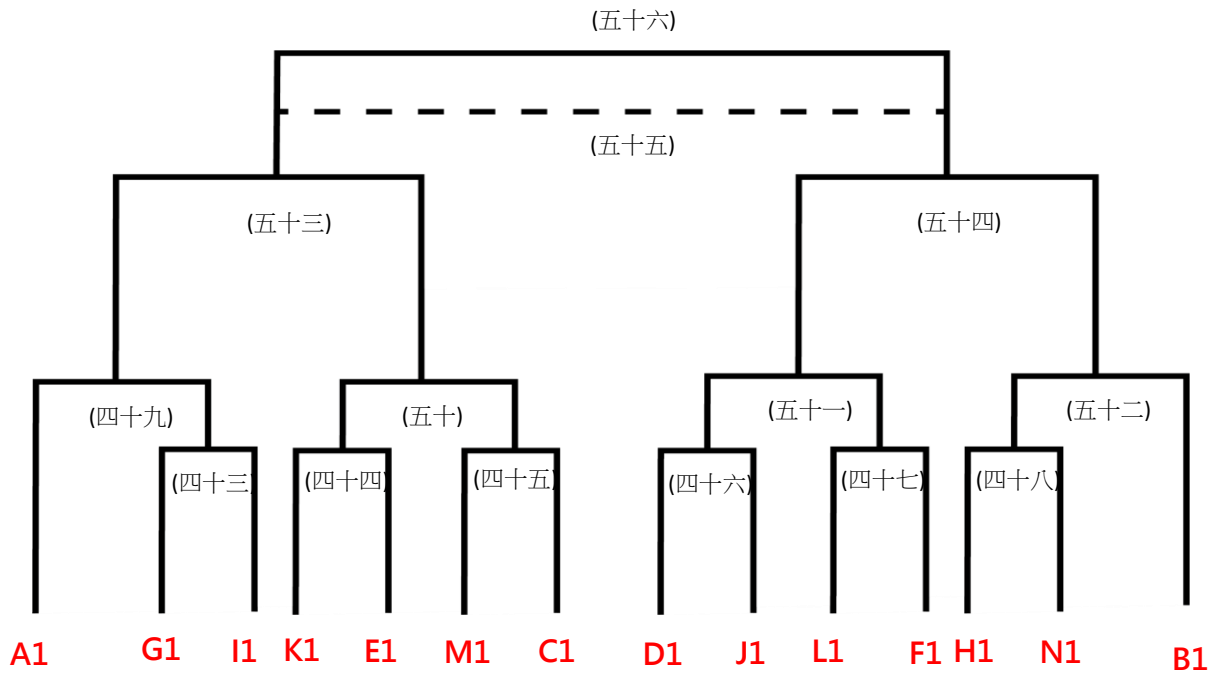 (五十六)
(五十五)
(五十三) (五十四)
(四十九) (五十) (五十一) (五十二)
(四十三) (四十四) (四十五) (四十六) (四十七) (四十八)
A1 G1 I1 K1 E1 M1 C1 D1 J1 L1 F1 H1 N1 B1